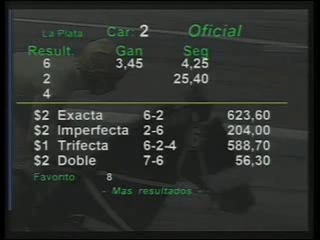 La Plata Car: 2 Oficial
Result. Gan Seg
6 3,45 4,25
2 25,40
4
$2 Exacta 6-2 623,60
$2 Imperfecta 2-6 204,00
$1 Trifecta 6-2-4 588,70
$2 Doble 7-6 56,30
Favorito 8
- Mas resultados -